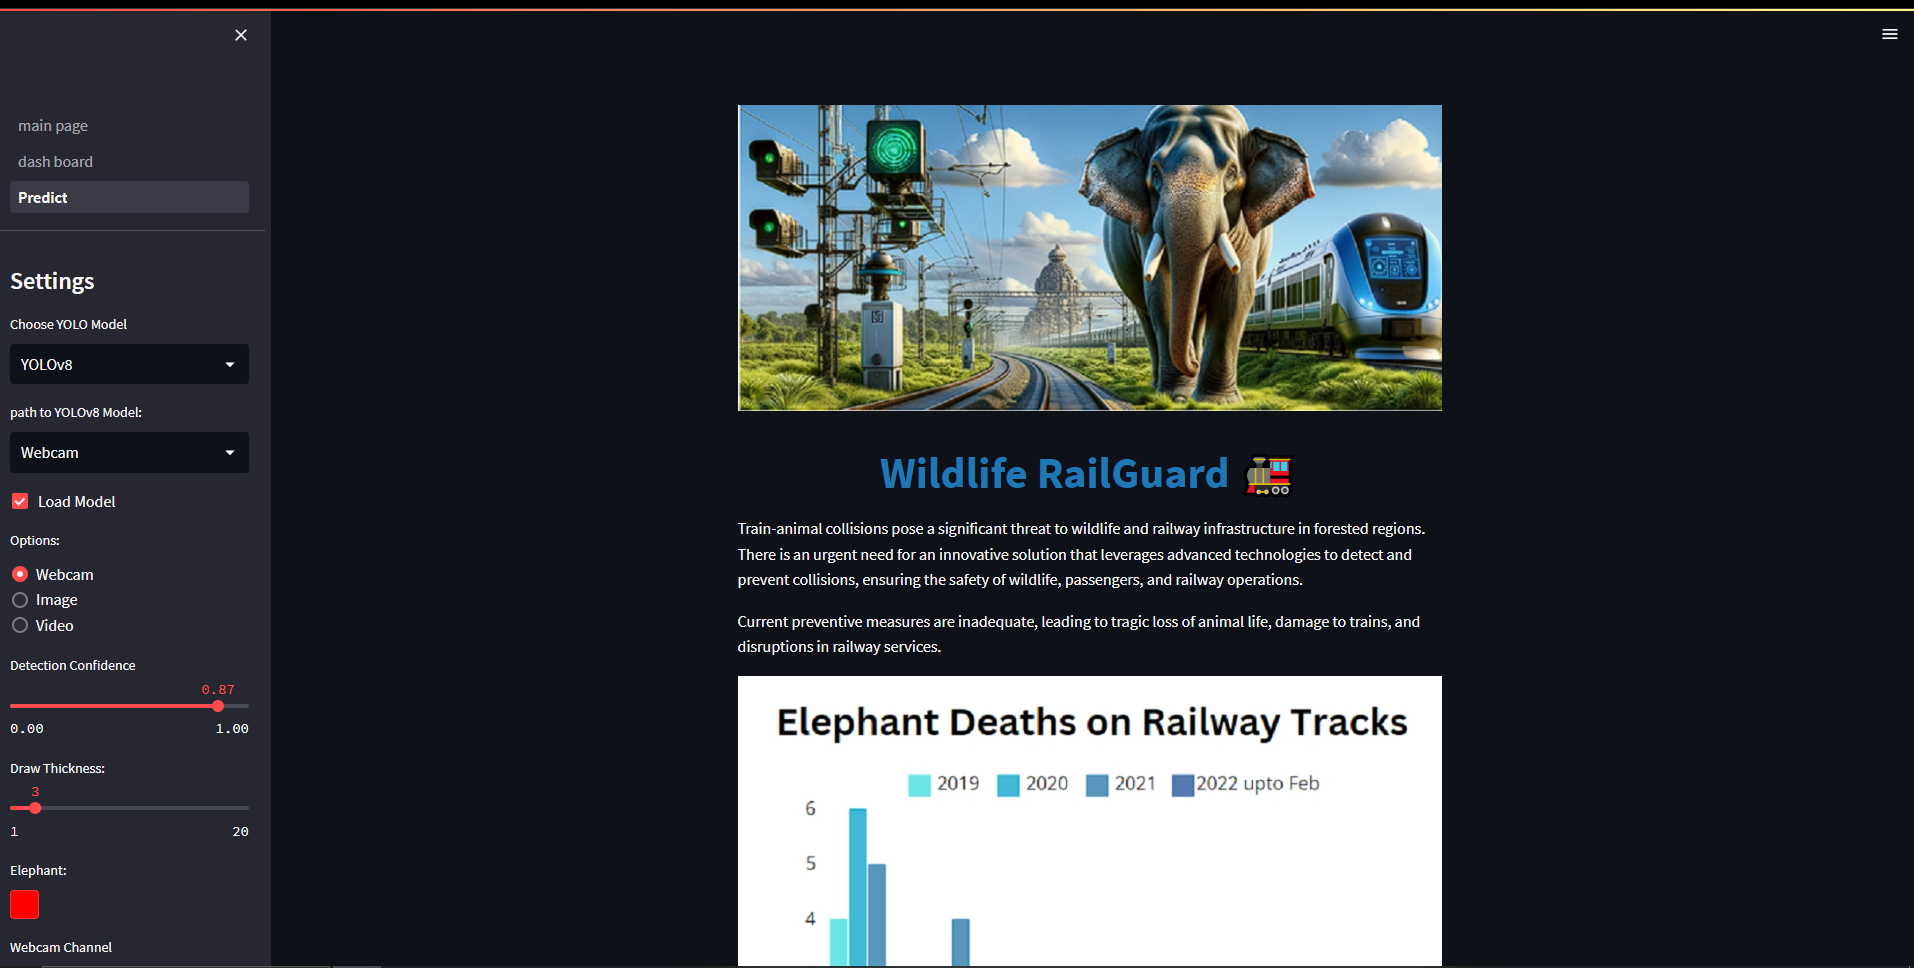 main page
dash board
Predict
Settings
Choose YOLO Model
YOLOv8
path to YOLOv8 Model:
Webcam
Load Model
Options:
Webcam
Image
Video
Detection Confidence
0.87
0.00 1.00
Draw Thickness:
3
1 20
Elephant:
Webcam Channel
Wildlife RailGuard
Train-animal collisions pose a significant threat to wildlife and railway infrastructure in forested regions.
There is an urgent need for an innovative solution that leverages advanced technologies to detect and
prevent collisions, ensuring the safety of wildlife, passengers, and railway operations.
Current preventive measures are inadequate, leading to tragic loss of animal life, damage to trains, and
disruptions in railway services.
Elephant Deaths on Railway Tracks
2019 2020 2021 2022 upto Feb
6
5
4